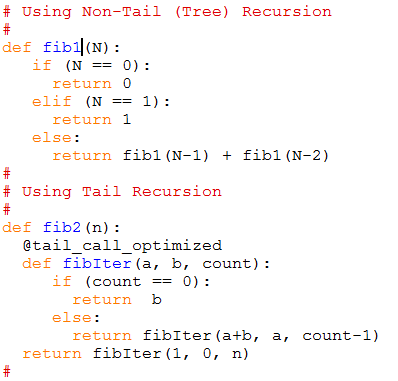 # Using Non-Tail (Tree) Recursion
#
def fib1(N):
   if (N == 0):
     return 0
   elif (N == 1):
     return 1
   else:
     return fib1(N-1) + fib1(N-2)
#
# Using Tail Recursion
#
def fib2(n):
  @tail_call_optimized
  def fibIter(a, b, count):
     if (count == 0):
       return  b
     else:
       return fibIter(a+b, a, count-1)
  return fibIter(1, 0, n)
#